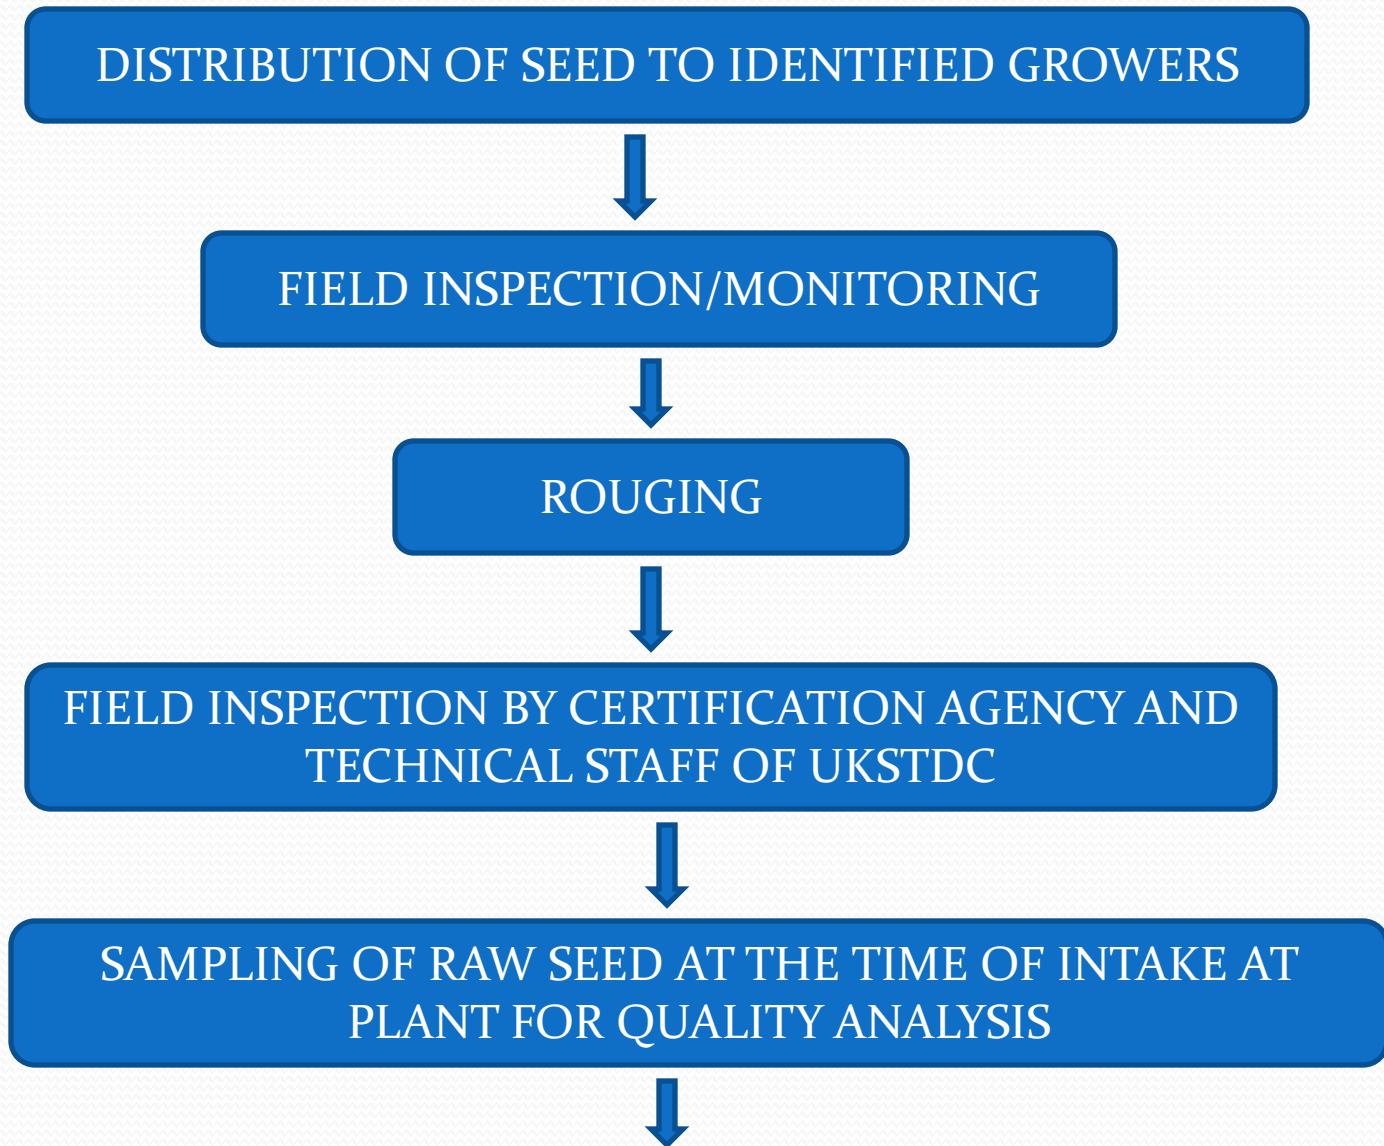 DISTRIBUTION OF SEED TO IDENTIFIED GROWERS
FIELD INSPECTION/MONITORING
ROUGING
FIELD INSPECTION BY CERTIFICATION AGENCY AND
TECHNICAL STAFF OF UKSTDC
SAMPLING OF RAW SEED AT THE TIME OF INTAKE AT
PLANT FOR QUALITY ANALYSIS